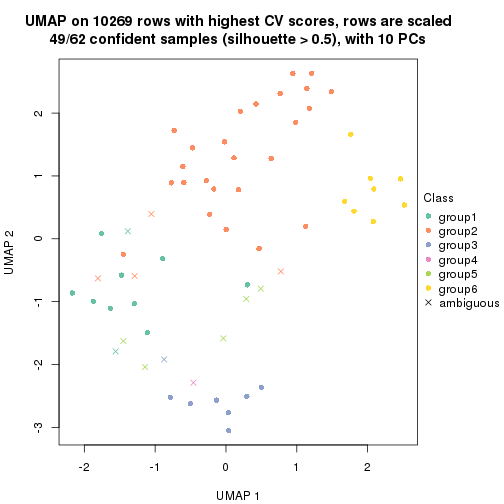 UMAP on 10269 rows with highest CV scores, rows are scaled
49/62 confident samples (silhouette > 0.5), with 10 PCs
UMAP 2
2
1
0
-1
-2
-3
-2
-1
0
1
2
UMAP 1
Class
group1
group2
group3
group4
group5
group6
ambiguous